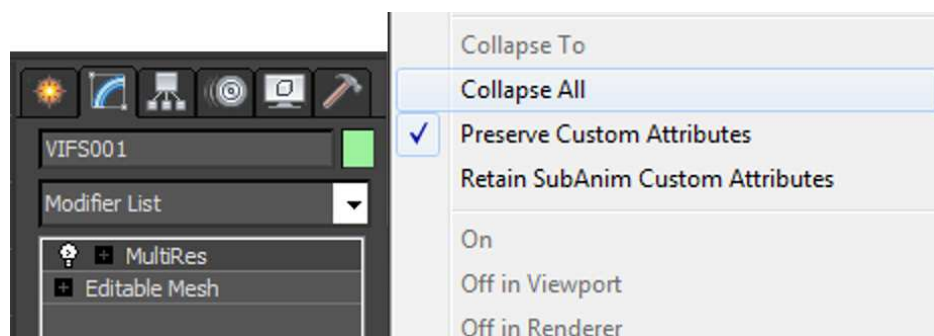 VIFS001
Modifier List
MultiRes
Editable Mesh
Collapse To
Collapse All
Preserve Custom Attributes
Retain SubAnim Custom Attributes
On
Off in Viewport
Off in Renderer